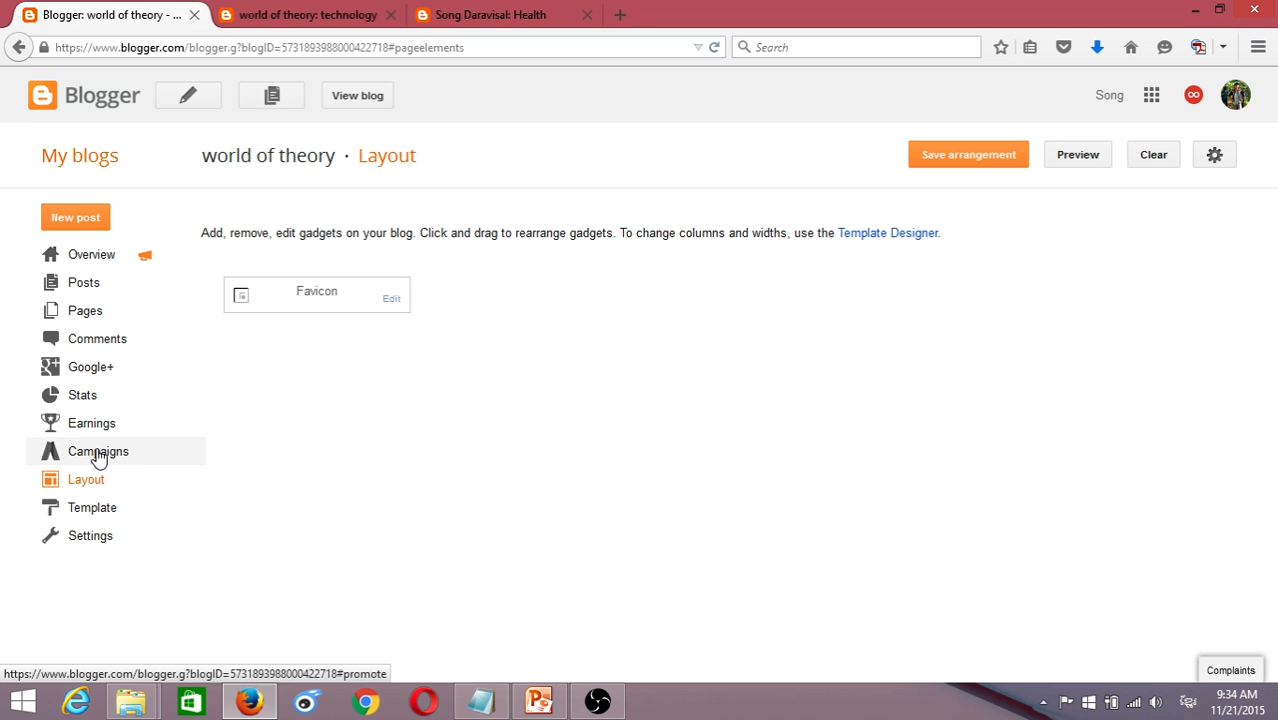 Blogger: world of theory - ...
world of theory: technology
Song Daravisal: Health
https://www.blogger.com/blogger.g?blogID=5731893988000422718#pageelements
Search
Blogger
View blog
Song
My blogs
world of theory · Layout
Save arrangement
Preview
Clear
New post
Add, remove, edit gadgets on your blog. Click and drag to rearrange gadgets. To change columns and widths, use the Template Designer.
Overview
Posts
Favicon
Edit
Pages
Comments
Google+
Stats
Earnings
Campaigns
Layout
Template
Settings
https://www.blogger.com/blogger.g?blogID=5731893988000422718#promote
Complaints
9:34 AM
11/21/2015